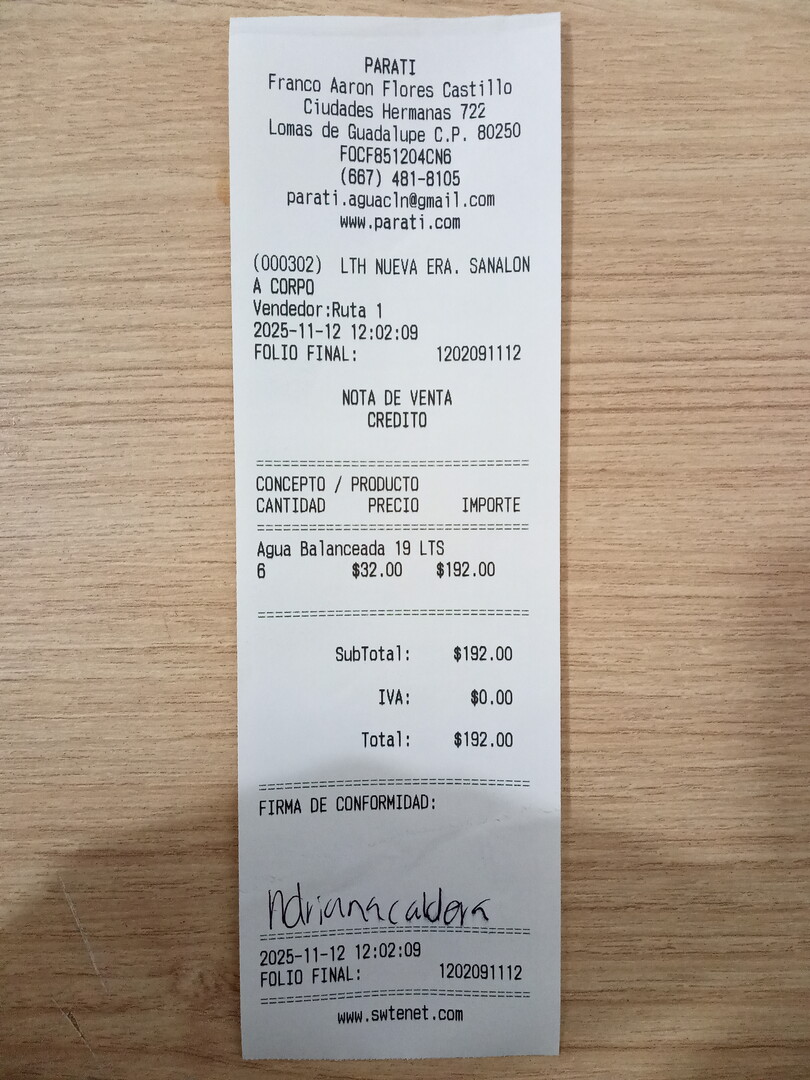 PARATI
Franco Aaron Flores Castillo
Ciudades Hermanas 722
Lomas de Guadalupe C.P. 80250
FOCF851204CN6
(667) 481-8105
parati.aguacln@gmail.com
www.parati.com
(000302) LTH NUEVA ERA. SANALON
A CORPO
Vendedor:Ruta 1
2025-11-12 12:02:09
FOLIO FINAL: 1202091112
NOTA DE VENTA
CREDITO
================================
CONCEPTO / PRODUCTO
CANTIDAD PRECIO IMPORTE
================================
Agua Balanceada 19 LTS
6 $32.00 $192.00
================================
SubTotal: $192.00
IVA: $0.00
Total: $192.00
================================
FIRMA DE CONFORMIDAD:
Adriana caldera
================================
2025-11-12 12:02:09
FOLIO FINAL: 1202091112
================================
www.swtenet.com